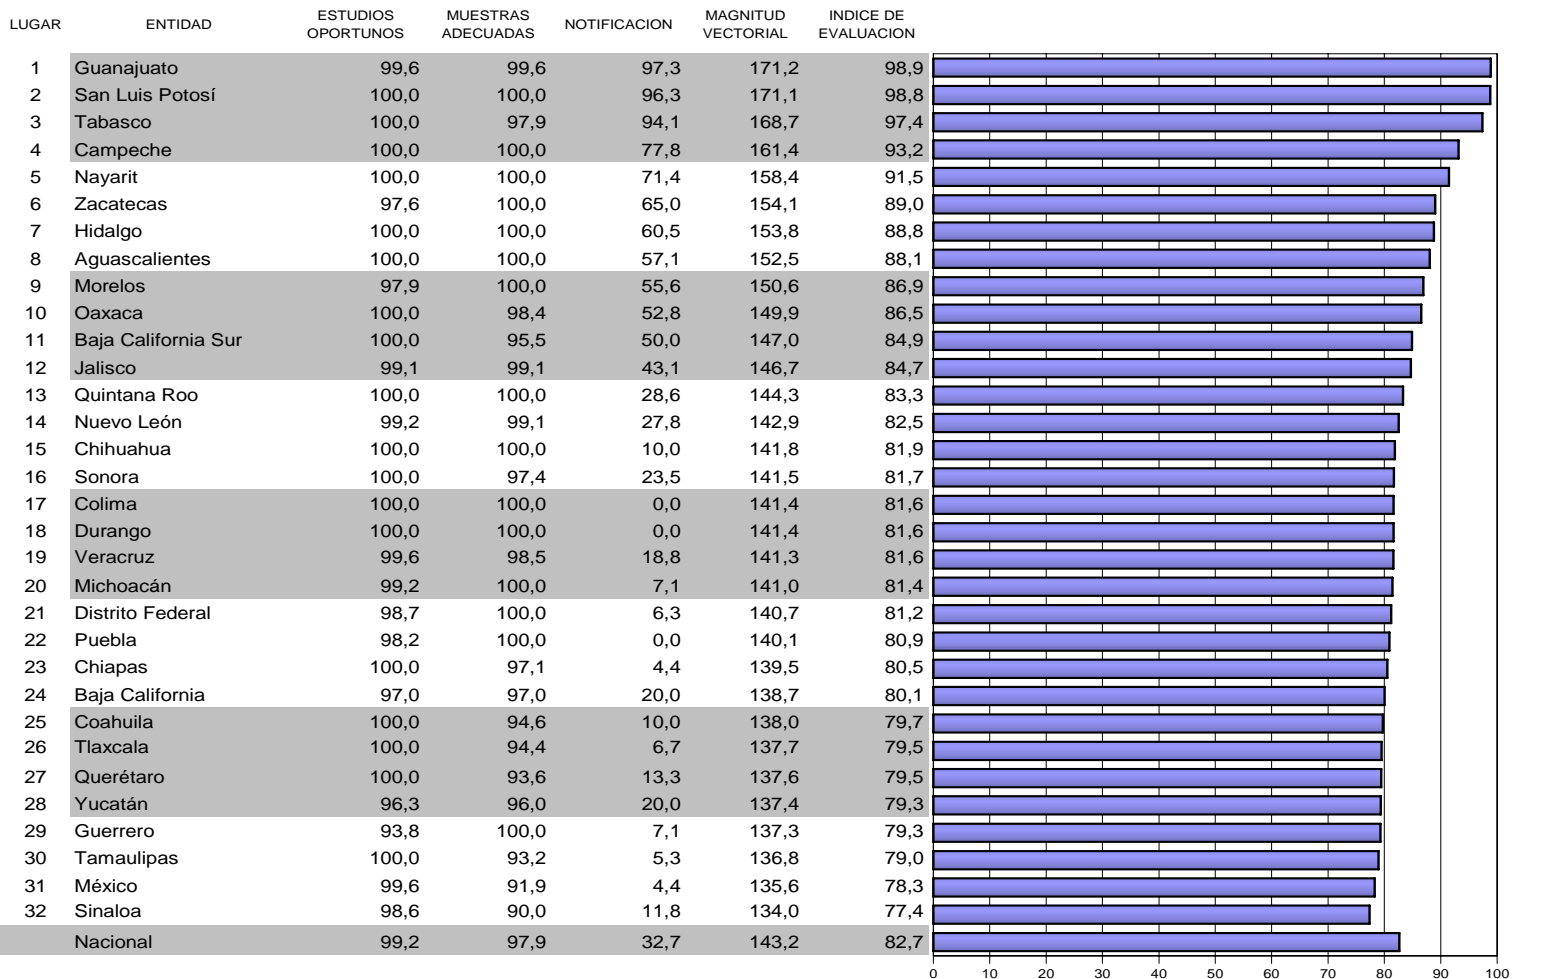 LUGAR ENTIDAD ESTUDIOS OPORTUNOS MUESTRAS ADECUADAS NOTIFICACION MAGNITUD VECTORIAL INDICE DE EVALUACION
1 Guanajuato 99,6 99,6 97,3 171,2 98,9
2 San Luis Potosí 100,0 100,0 96,3 171,1 98,8
3 Tabasco 100,0 97,9 94,1 168,7 97,4
4 Campeche 100,0 100,0 77,8 161,4 93,2
5 Nayarit 100,0 100,0 71,4 158,4 91,5
6 Zacatecas 97,6 100,0 65,0 154,1 89,0
7 Hidalgo 100,0 100,0 60,5 153,8 88,8
8 Aguascalientes 100,0 100,0 57,1 152,5 88,1
9 Morelos 97,9 100,0 55,6 150,6 86,9
10 Oaxaca 100,0 98,4 52,8 149,9 86,5
11 Baja California Sur 100,0 95,5 50,0 147,0 84,9
12 Jalisco 99,1 99,1 43,1 146,7 84,7
13 Quintana Roo 100,0 100,0 28,6 144,3 83,3
14 Nuevo León 99,2 99,1 27,8 142,9 82,5
15 Chihuahua 100,0 100,0 10,0 141,8 81,9
16 Sonora 100,0 97,4 23,5 141,5 81,7
17 Colima 100,0 100,0 0,0 141,4 81,6
18 Durango 100,0 100,0 0,0 141,4 81,6
19 Veracruz 99,6 98,5 18,8 141,3 81,6
20 Michoacán 99,2 100,0 7,1 141,0 81,4
21 Distrito Federal 98,7 100,0 6,3 140,7 81,2
22 Puebla 98,2 100,0 0,0 140,1 80,9
23 Chiapas 100,0 97,1 4,4 139,5 80,5
24 Baja California 97,0 97,0 20,0 138,7 80,1
25 Coahuila 100,0 94,6 10,0 138,0 79,7
26 Tlaxcala 100,0 94,4 6,7 137,7 79,5
27 Querétaro 100,0 93,6 13,3 137,6 79,5
28 Yucatán 96,3 96,0 20,0 137,4 79,3
29 Guerrero 93,8 100,0 7,1 137,3 79,3
30 Tamaulipas 100,0 93,2 5,3 136,8 79,0
31 México 99,6 91,9 4,4 135,6 78,3
32 Sinaloa 98,6 90,0 11,8 134,0 77,4
Nacional 99,2 97,9 32,7 143,2 82,7
0 10 20 30 40 50 60 70 80 90 100